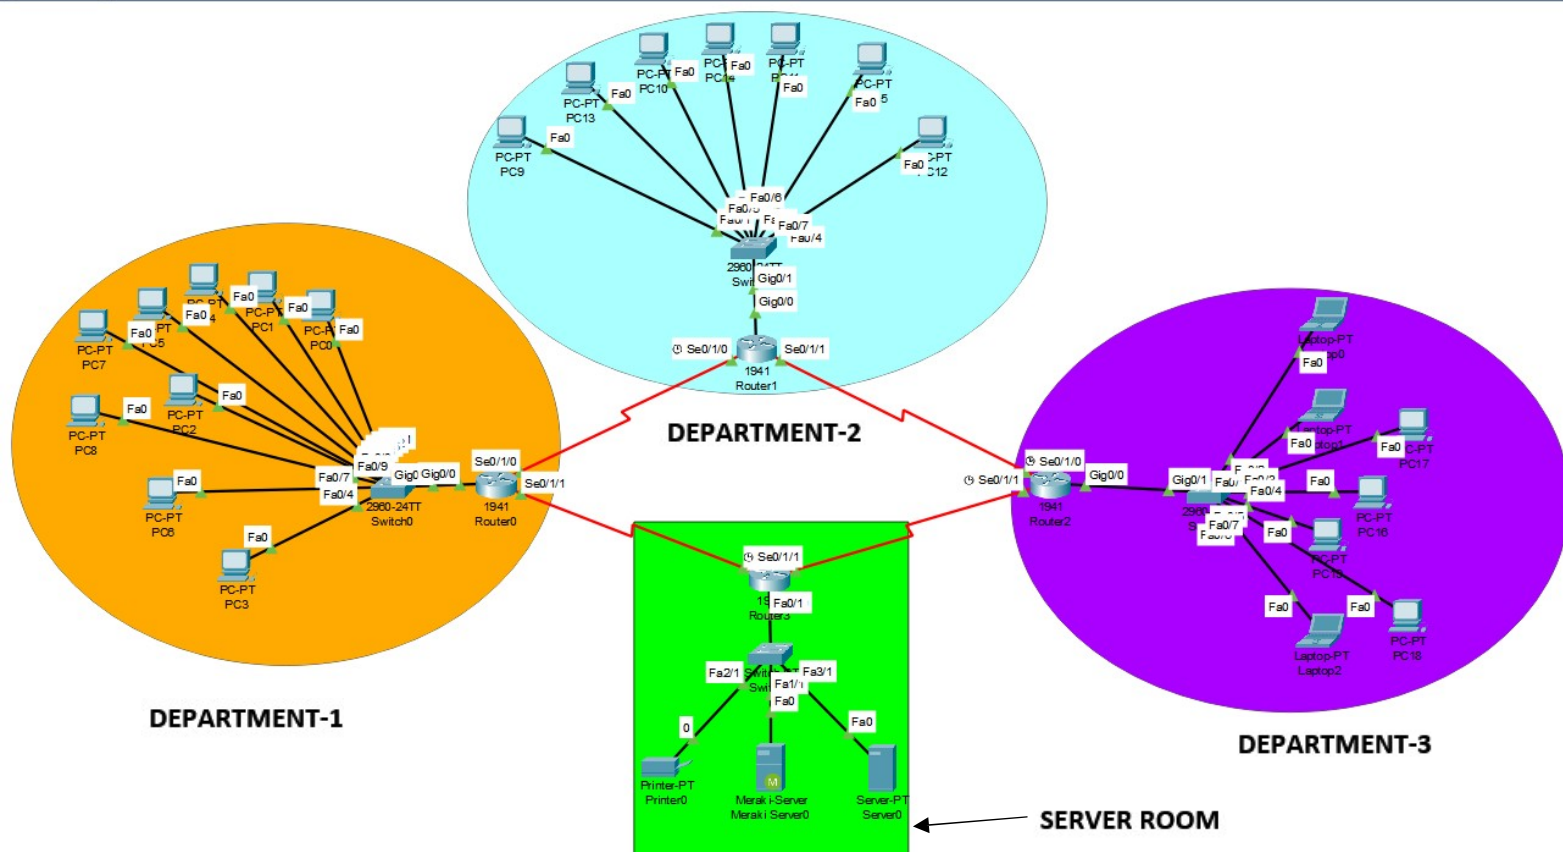 PC-PT
PC10
Fa0
Fa0
PC-PT
Fa0
Fa0
PC-PT
PC13
Fa0
PC-PT
PC9
Fa0
PC-PT
Fa0
Fa0
Fa0/6
Fa0/7
Fa0/4
Gig0/1
Gig0/0
Se0/1/0
Se0/1/1
1941
Router1
DEPARTMENT-2
PC-PT
PC7
Fa0
Fa0
Fa0
PC1
Fa0
PC0
Fa0
PC-PT
PC2
Fa0
PC-PT
PC8
Fa0
PC-PT
PC6
Fa0
PC-PT
PC3
Fa0
Fa0/9
Fa0/7
Fa0/4
Gig0/0
2960-24TT
Switch0
Se0/1/0
Se0/1/1
1941
Router0
DEPARTMENT-1
Se0/1/0
Se0/1/1
1941
Router2
Gig0/0
Gig0/1
Fa0/4
Fa0/7
Fa0
Fa0
Fa0
PC17
Fa0
PC-PT
PC16
Fa0
Fa0
Laptop-PT
Laptop2
Fa0
PC-PT
PC18
DEPARTMENT-3
Se0/1/1
Fa0/1
Router3
Fa2/1
Fa3/1
Fa1/1
Fa0
0
Fa0
Printer-PT
Printer0
Meraki-Server
Meraki Server0
Server-PT
Server0
SERVER ROOM